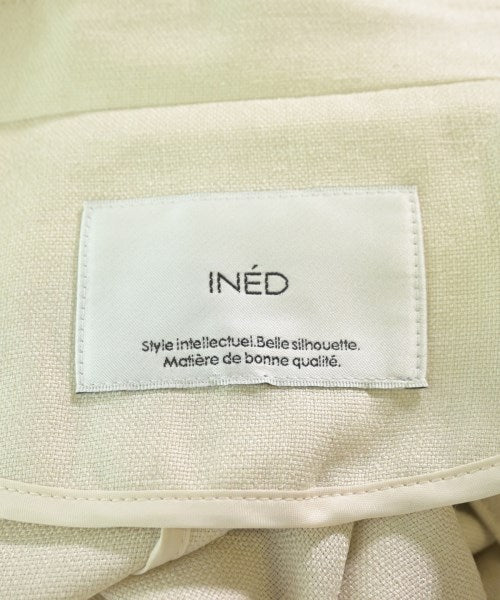 INÉD
Style intellectuel.Belle silhouette.
Matière de bonne qualité.